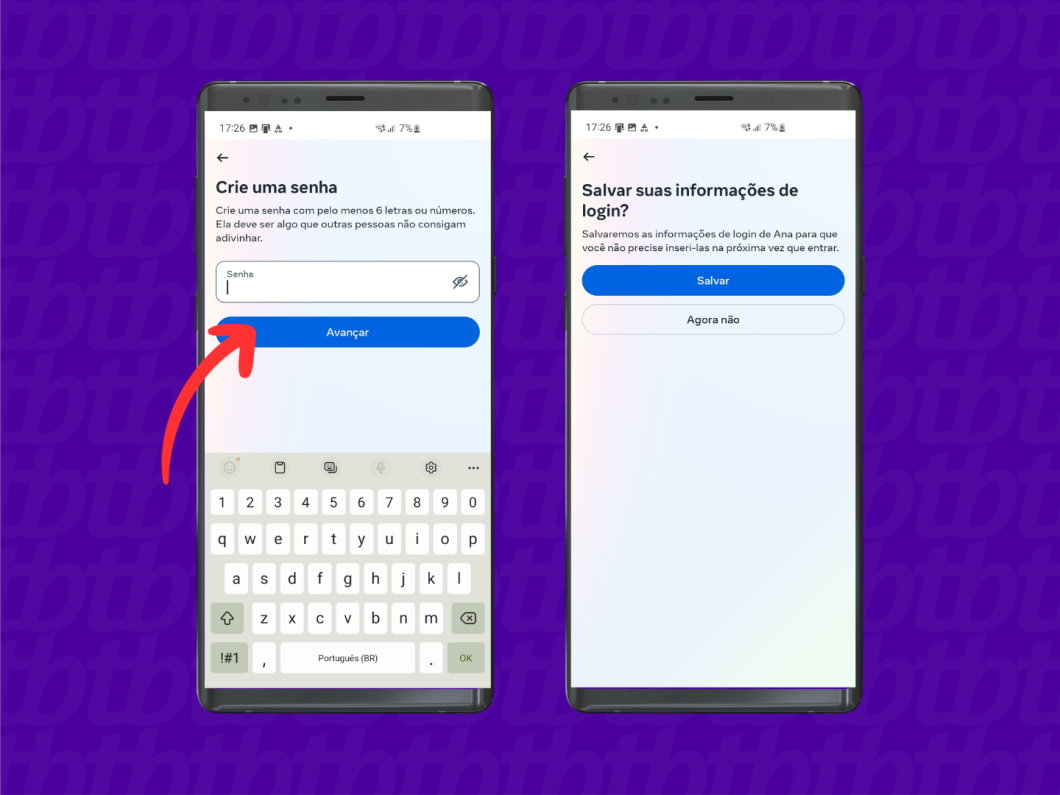 17:26
7%
Crie uma senha
Crie uma senha com pelo menos 6 letras ou números.
Ela deve ser algo que outras pessoas não consigam
adivinhar.
Senha
Avançar
1 2 3 4 5 6 7 8 9 0
q w e r t y u i o p
a s d f g h j k l
z x c v b n m
!#1 , Português (BR) . OK
17:26
7%
Salvar suas informações de
login?
Salvaremos as informações de login de Ana para que
você não precise inseri-las na próxima vez que entrar.
Salvar
Agora não